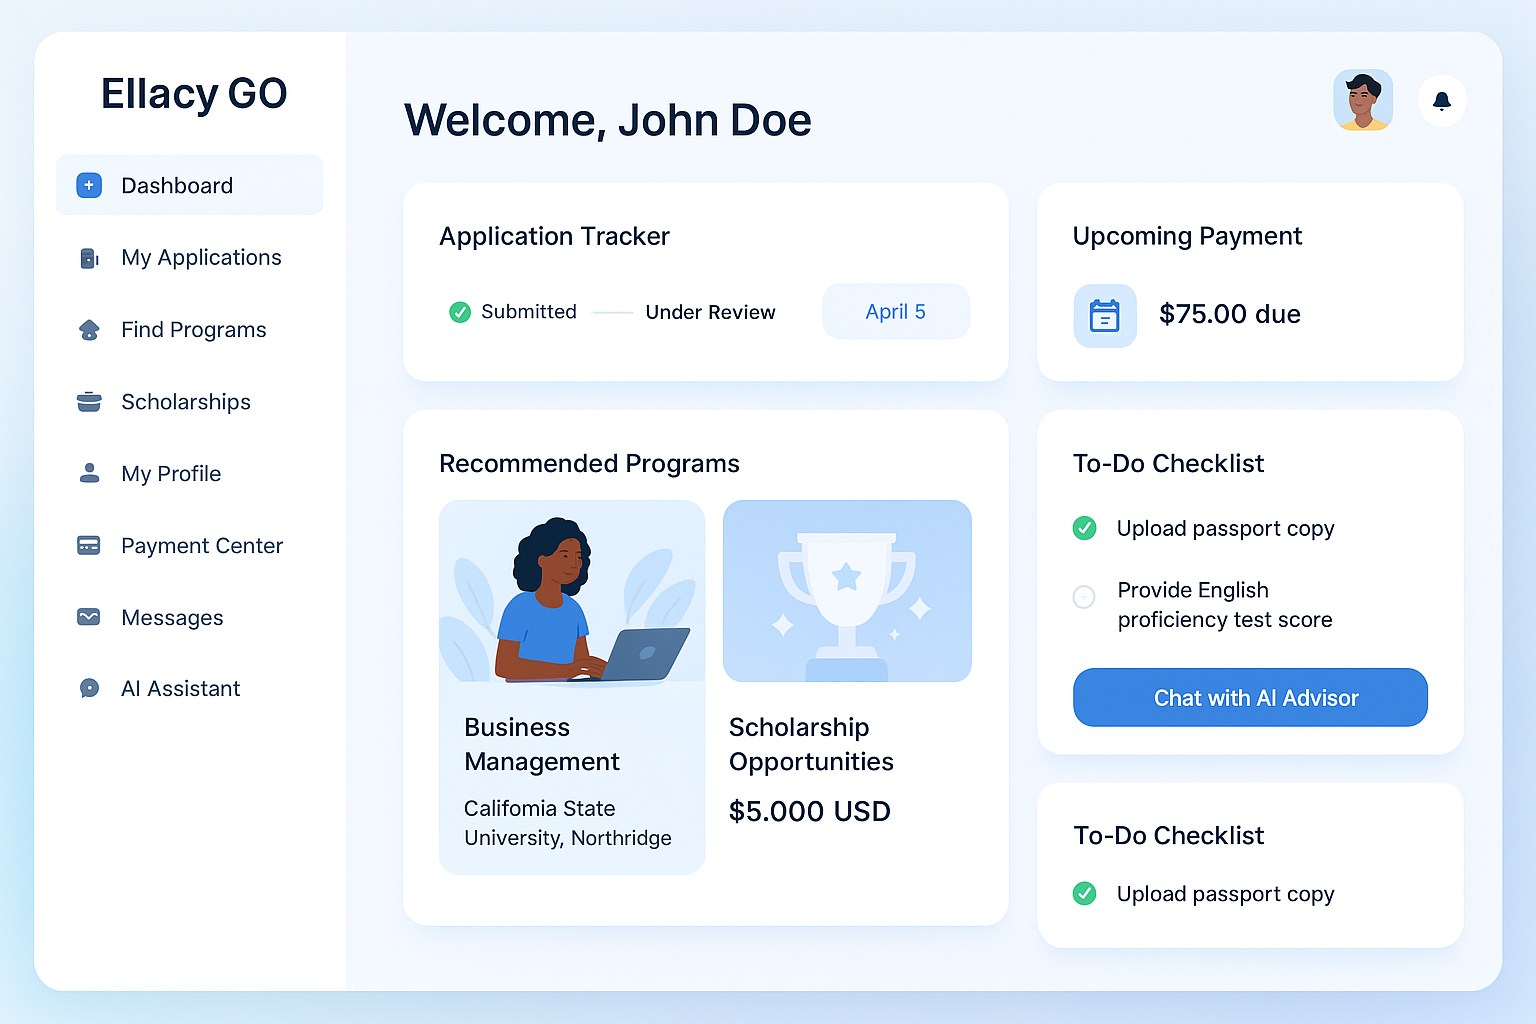 Ellacy GO
Dashboard
My Applications
Find Programs
Scholarships
My Profile
Payment Center
Messages
AI Assistant
Welcome, John Doe
Application Tracker
Submitted
Under Review
April 5
Upcoming Payment
$75.00 due
Recommended Programs
Business
Management
Califomia State
University, Northridge
Scholarship
Opportunities
$5.000 USD
To-Do Checklist
Upload passport copy
Provide English
proficiency test score
Chat with AI Advisor
To-Do Checklist
Upload passport copy